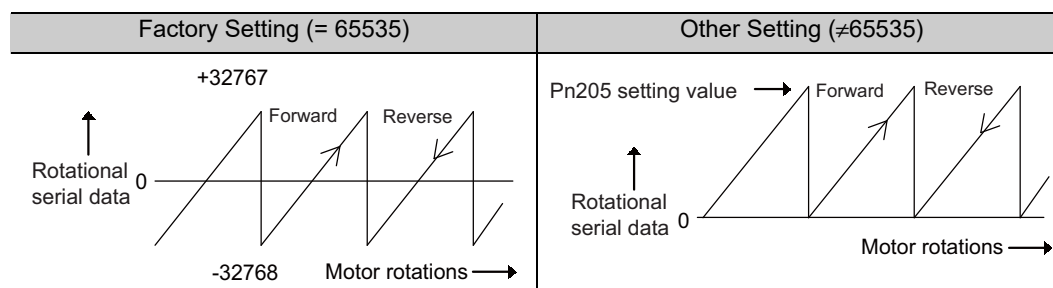 Factory Setting (= 65535)
Other Setting (≠65535)
+32767
Forward
Reverse
Rotational
serial data
0
-32768
Motor rotations
Pn205 setting value
Forward
Reverse
Rotational
serial data
0
Motor rotations